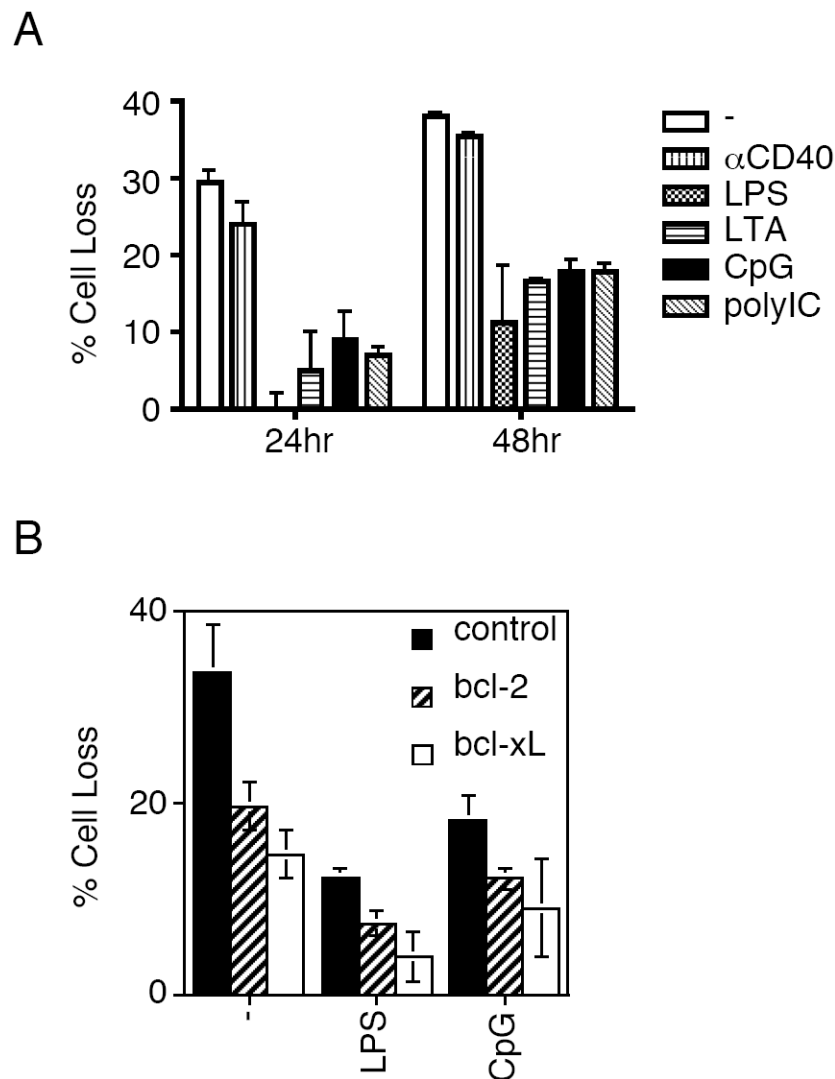 A
% Cell Loss
40
30
20
10
0
24hr
48hr
-
αCD40
LPS
LTA
CpG
polyIC
B
% Cell Loss
40
20
0
control
bcl-2
bcl-xL
-
LPS
CpG